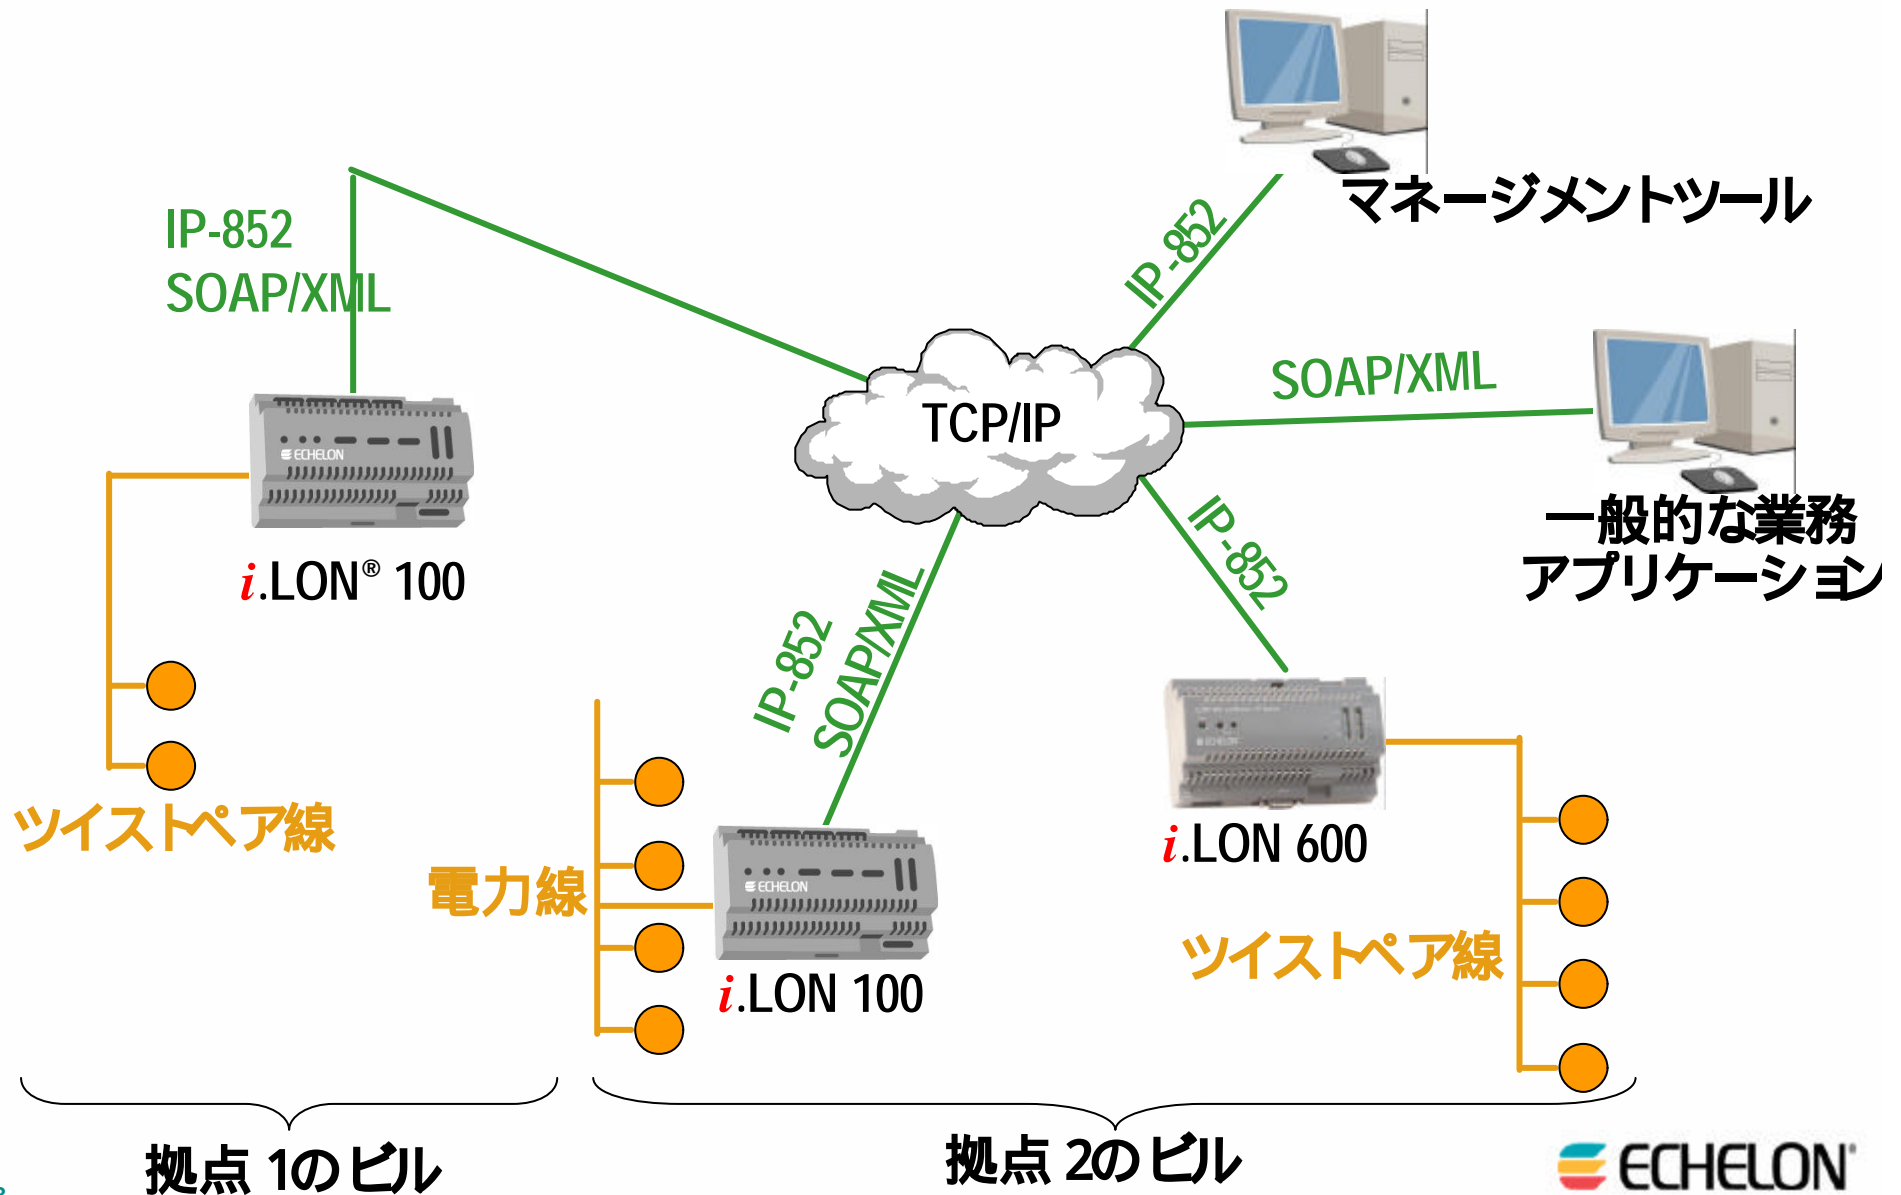 マネージメントツール
IP-852
SOAP/XML
IP-852
SOAP/XML
TCP/IP
ECHELON
一般的な業務
アプリケーション
i.LON® 100
IP-852
IP-852
SOAP/XML
ECHELON
ツイストペア線
i.LON 600
電力線
ECHELON
ツイストペア線
i.LON 100
拠点 1のビル
拠点 2のビル
ECHELON®